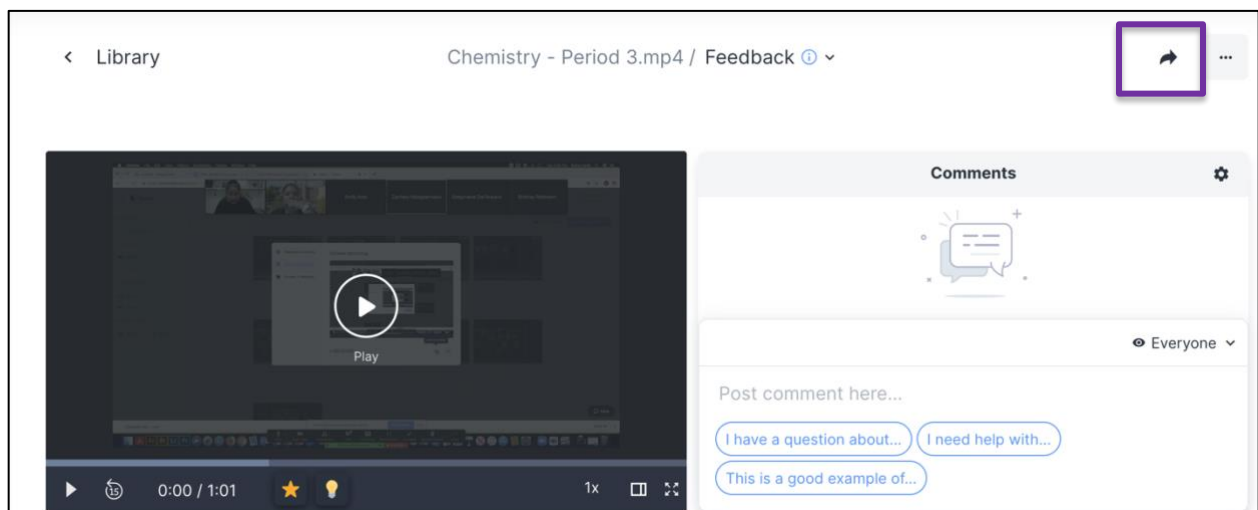 Library
Chemistry - Period 3.mp4 / Feedback
Comments
Play
Everyone
Post comment here...
I have a question about... I need help with...
This is a good example of...
15 0:00 / 1:01 1x